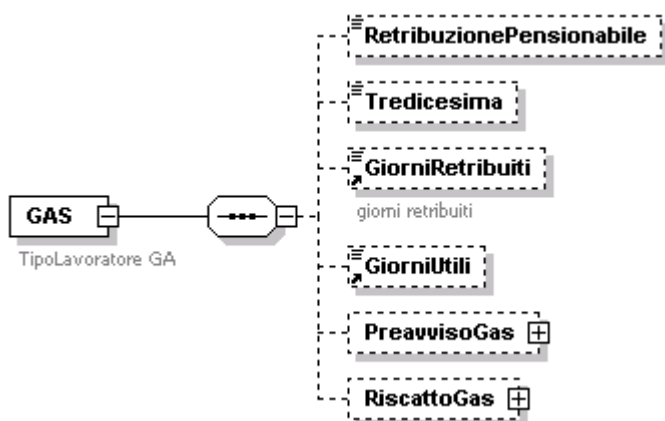 RetribuzionePensionabile
Tredicesima
GiorniRetribuiti
giorni retribuiti
GAS
TipoLavoratore GA
GiorniUtili
PreavvisoGas
RiscattoGas